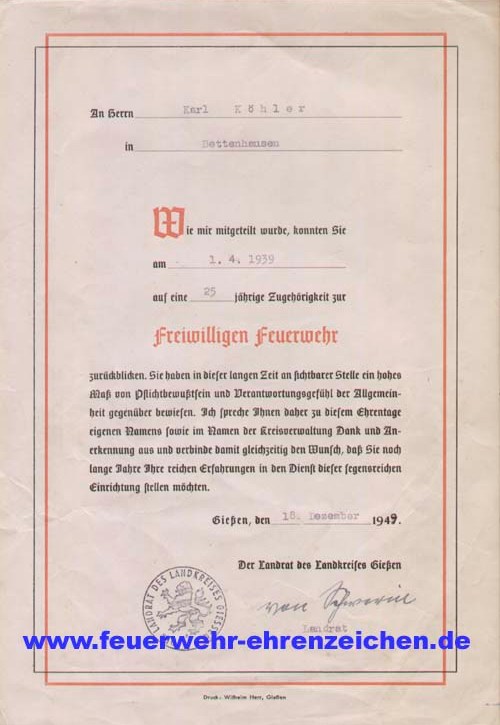 An Herrn Karl Köhler
in Bettenhausen
Wie mir mitgeteilt wurde, konnten Sie
am 1. 4. 1939
auf eine 25 jährige Zugehörigkeit zur
Freiwilligen Feuerwehr
zurückblicken. Sie haben in dieser langen Zeit an sichtbarer Stelle ein hohes
Maß von Pflichtbewußtsein und Verantwortungsgefühl der Allgemein-
heit gegenüber bewiesen. Ich spreche Ihnen daher zu diesem Ehrentage
eigenen Namens sowie im Namen der Kreisverwaltung Dank und An-
erkennung aus und verbinde damit gleichzeitig den Wunsch, daß Sie noch
lange Jahre Ihre reichen Erfahrungen in den Dienst dieser segensreichen
Einrichtung stellen möchten.
Gießen, den 18. Dezember 1949.
Der Landrat des Landkreises Gießen
von Schwerin
Landrat
LANDRAT DES LANDKREISES GIESSEN
www.feuerwehr-ehrenzeichen.de
Druck: Wilhelm Herr, Gießen